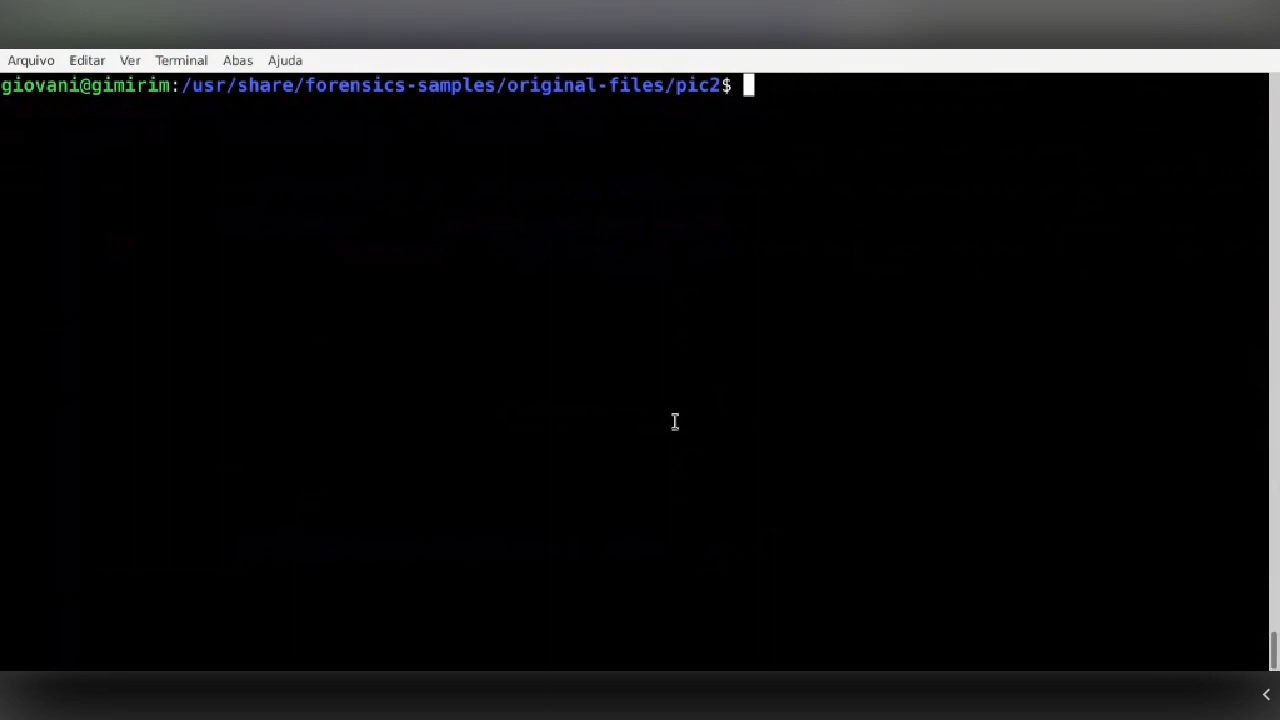 Arquivo Editar Ver Terminal Abas Ajuda
giovani@gimirim:/usr/share/forensics-samples/original-files/pic2$